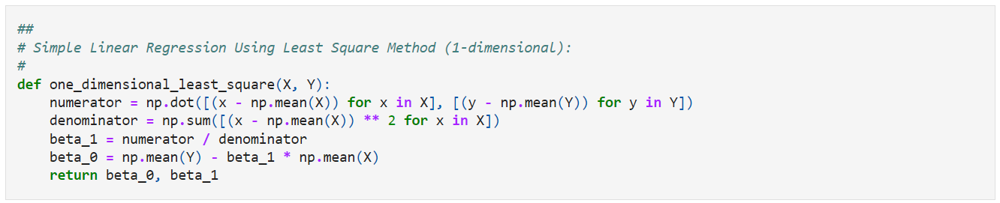 ##
# Simple Linear Regression Using Least Square Method (1-dimensional):
#
def one_dimensional_least_square(X, Y):
    numerator = np.dot([(x - np.mean(X)) for x in X], [(y - np.mean(Y)) for y in Y])
    denominator = np.sum([(x - np.mean(X)) ** 2 for x in X])
    beta_1 = numerator / denominator
    beta_0 = np.mean(Y) - beta_1 * np.mean(X)
    return beta_0, beta_1